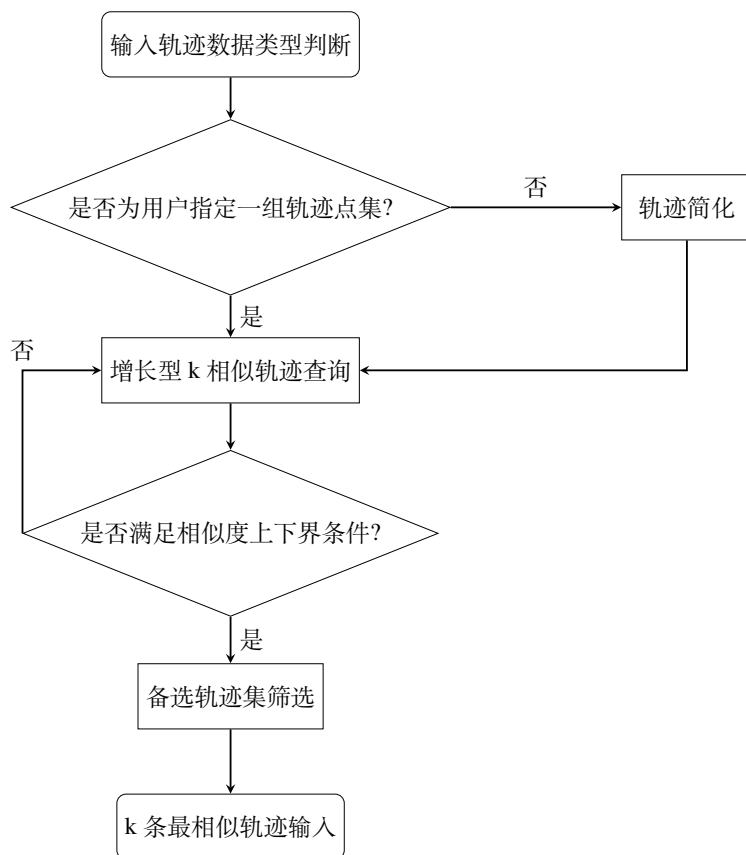 输入轨迹数据类型判断
是否为用户指定一组轨迹点集?
否
轨迹简化
是
否
增长型 k 相似轨迹查询
是否满足相似度上下界条件?
是
备选轨迹集筛选
k 条最相似轨迹输入